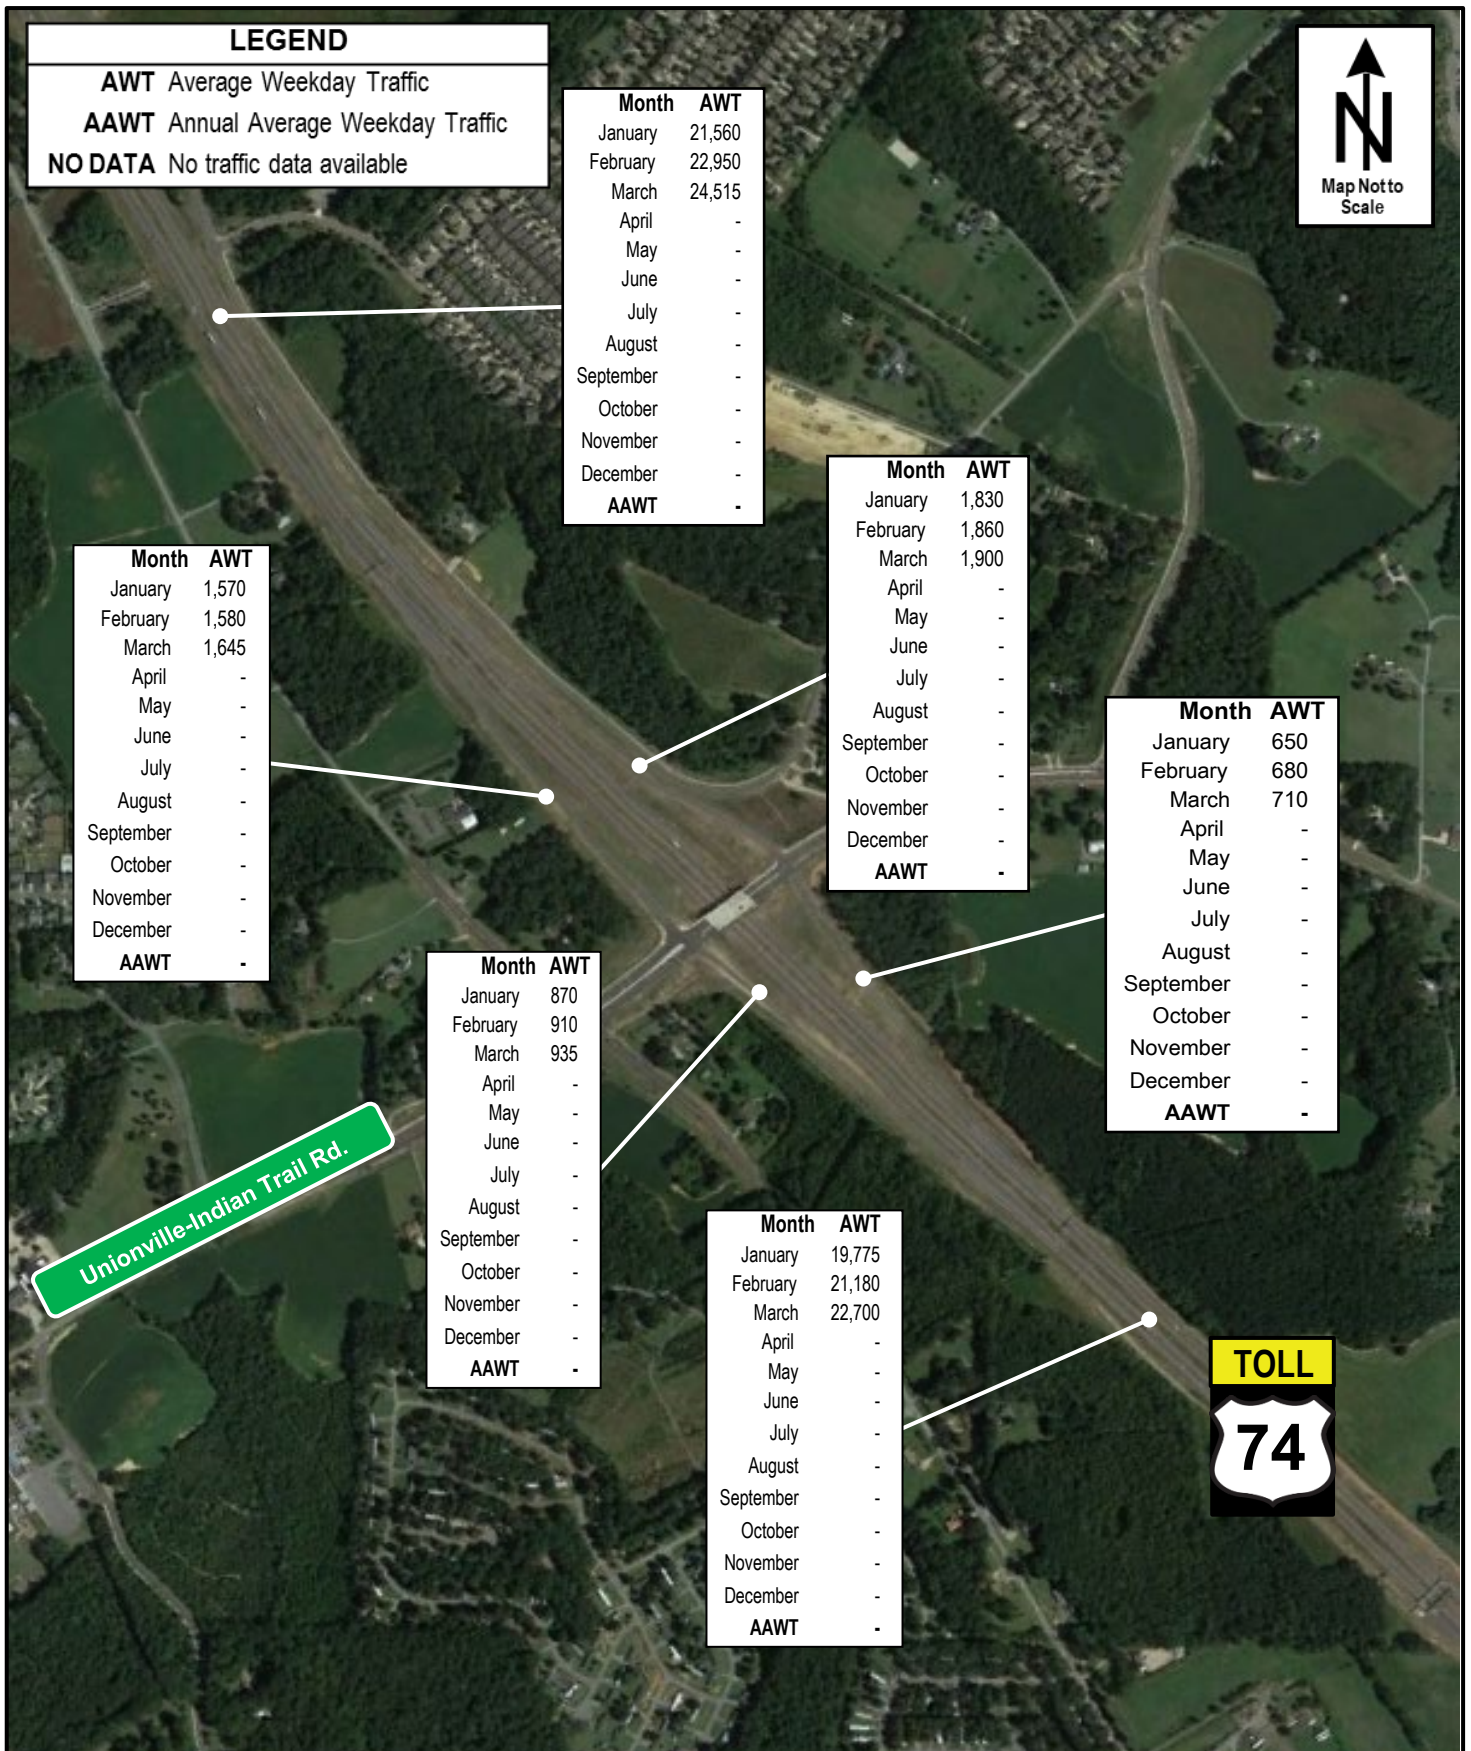 LEGEND
AWT Average Weekday Traffic
AAWT Annual Average Weekday Traffic
NO DATA No traffic data available
N
Map Not to
Scale
Month AWT
January 21,560
February 22,950
March 24,515
April -
May -
June -
July -
August -
September -
October -
November -
December -
AAWT -
Month AWT
January 1,830
February 1,860
March 1,900
April -
May -
June -
July -
August -
September -
October -
November -
December -
AAWT -
Month AWT
January 1,570
February 1,580
March 1,645
April -
May -
June -
July -
August -
September -
October -
November -
December -
AAWT -
Month AWT
January 650
February 680
March 710
April -
May -
June -
July -
August -
September -
October -
November -
December -
AAWT -
Month AWT
January 870
February 910
March 935
April -
May -
June -
July -
August -
September -
October -
November -
December -
AAWT -
Unionville-Indian Trail Rd.
Month AWT
January 19,775
February 21,180
March 22,700
April -
May -
June -
July -
August -
September -
October -
November -
December -
AAWT -
TOLL
74